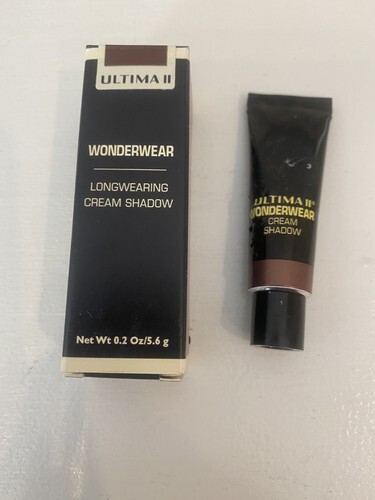 ULTIMA II
WONDERWEAR
LONGWEARING
CREAM SHADOW
Net Wt 0.2 Oz/5.6 g
ULTIMA II®
WONDERWEAR
CREAM
SHADOW